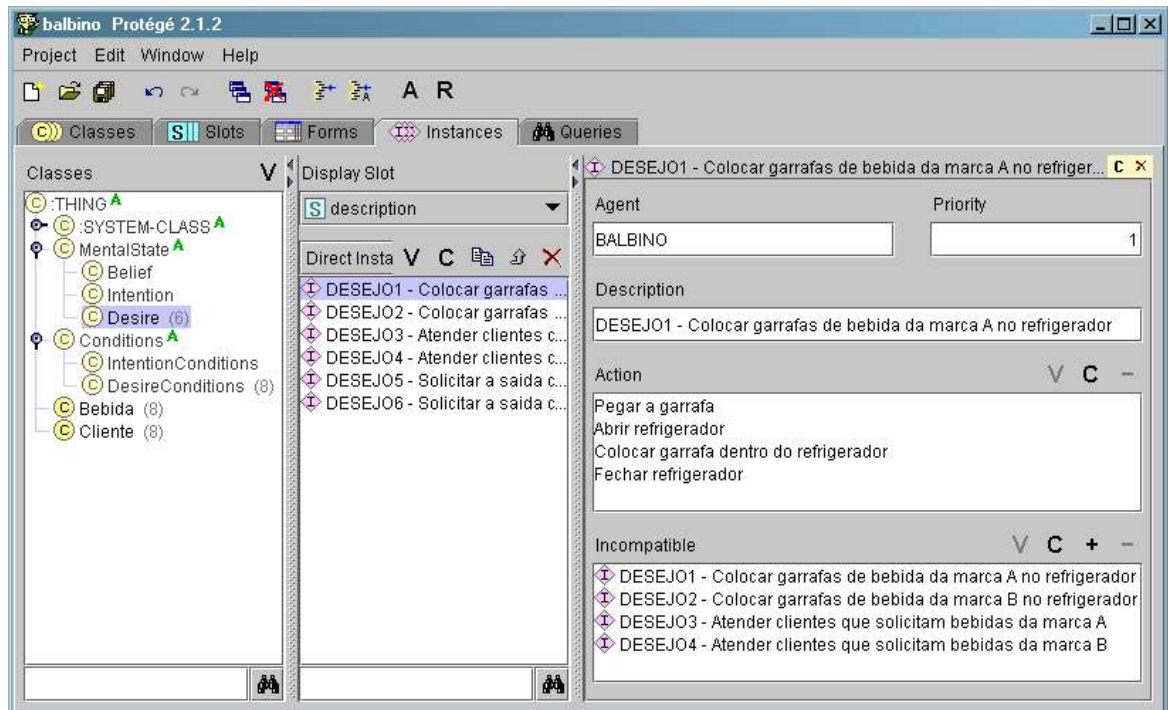 balbino Protégé 2.1.2
Project Edit Window Help
A R
C Classes S Slots Forms I Instances Queries
Classes V
C :THING A
C :SYSTEM-CLASS A
C MentalState A
C Belief
C Intention
C Desire (6)
C Conditions A
C IntentionConditions
C DesireConditions (8)
C Bebida (8)
C Cliente (8)
Display Slot
S description
Direct Insta V C
I DESEJO1 - Colocar garrafas ...
I DESEJO2 - Colocar garrafas ...
I DESEJO3 - Atender clientes c...
I DESEJO4 - Atender clientes c...
I DESEJO5 - Solicitar a saida c...
I DESEJO6 - Solicitar a saida c...
I DESEJO1 - Colocar garrafas de bebida da marca A no refriger... C ×
Agent Priority
BALBINO 1
Description
DESEJO1 - Colocar garrafas de bebida da marca A no refrigerador
Action V C −
Pegar a garrafa
Abrir refrigerador
Colocar garrafa dentro do refrigerador
Fechar refrigerador
Incompatible V C + −
I DESEJO1 - Colocar garrafas de bebida da marca A no refrigerador
I DESEJO2 - Colocar garrafas de bebida da marca B no refrigerador
I DESEJO3 - Atender clientes que solicitam bebidas da marca A
I DESEJO4 - Atender clientes que solicitam bebidas da marca B